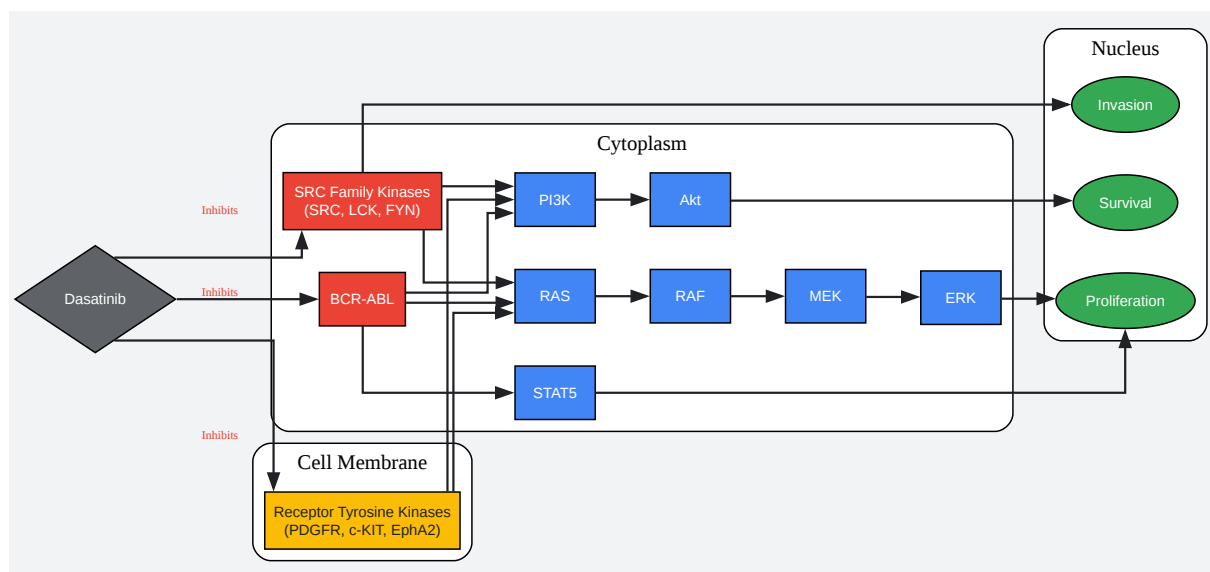 Nucleus
Invasion
Cytoplasm
SRC Family Kinases
(SRC, LCK, FYN)
PI3K
Akt
Survival
Inhibits
Dasatinib
Inhibits
BCR-ABL
RAS
RAF
MEK
ERK
Proliferation
STAT5
Inhibits
Cell Membrane
Receptor Tyrosine Kinases
(PDGFR, c-KIT, EphA2)